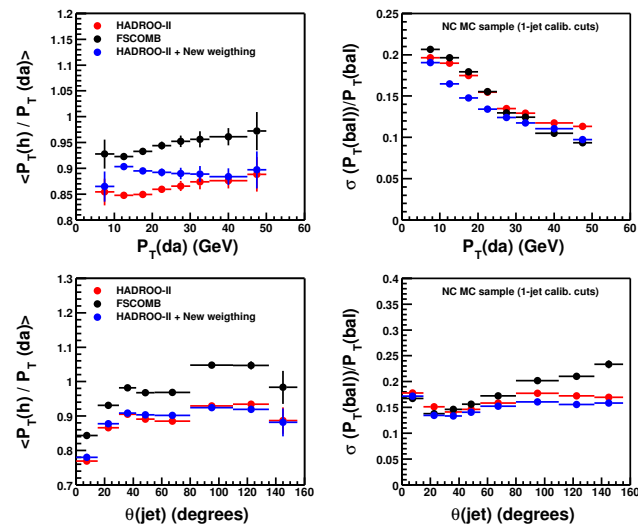 <P_T(h) / P_T (da)>
1.2
1.15
1.1
1.05
1
0.95
0.9
0.85
0.8
HADROO-II
FSCOMB
HADROO-II + New weigthing
0 10 20 30 40 50 60
P_T(da) (GeV)
σ (P_T(bal))/P_T(bal)
0.25
0.2
0.15
0.1
0.05
0
NC MC sample (1-jet calib. cuts)
0 10 20 30 40 50 60
P_T(da) (GeV)
<P_T(h) / P_T (da)>
1.3
1.2
1.1
1
0.9
0.8
0.7
HADROO-II
FSCOMB
HADROO-II + New weigthing
0 20 40 60 80 100 120 140 160
θ(jet) (degrees)
σ (P_T(bal))/P_T(bal)
0.4
0.35
0.3
0.25
0.2
0.15
0.1
0.05
0
NC MC sample (1-jet calib. cuts)
0 20 40 60 80 100 120 140 160
θ(jet) (degrees)